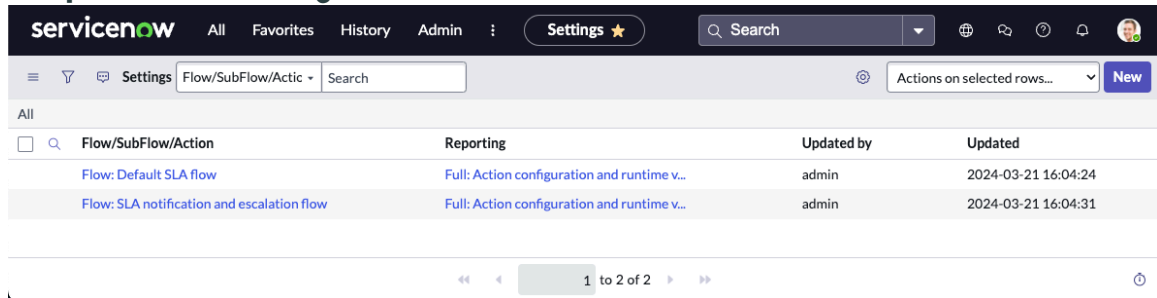 servicenow All Favorites History Admin Settings Search
Settings Flow/SubFlow/Actic Search Actions on selected rows... New
All
Flow/SubFlow/Action Reporting Updated by Updated
Flow: Default SLA flow Full: Action configuration and runtime v... admin 2024-03-21 16:04:24
Flow: SLA notification and escalation flow Full: Action configuration and runtime v... admin 2024-03-21 16:04:31
1 to 2 of 2